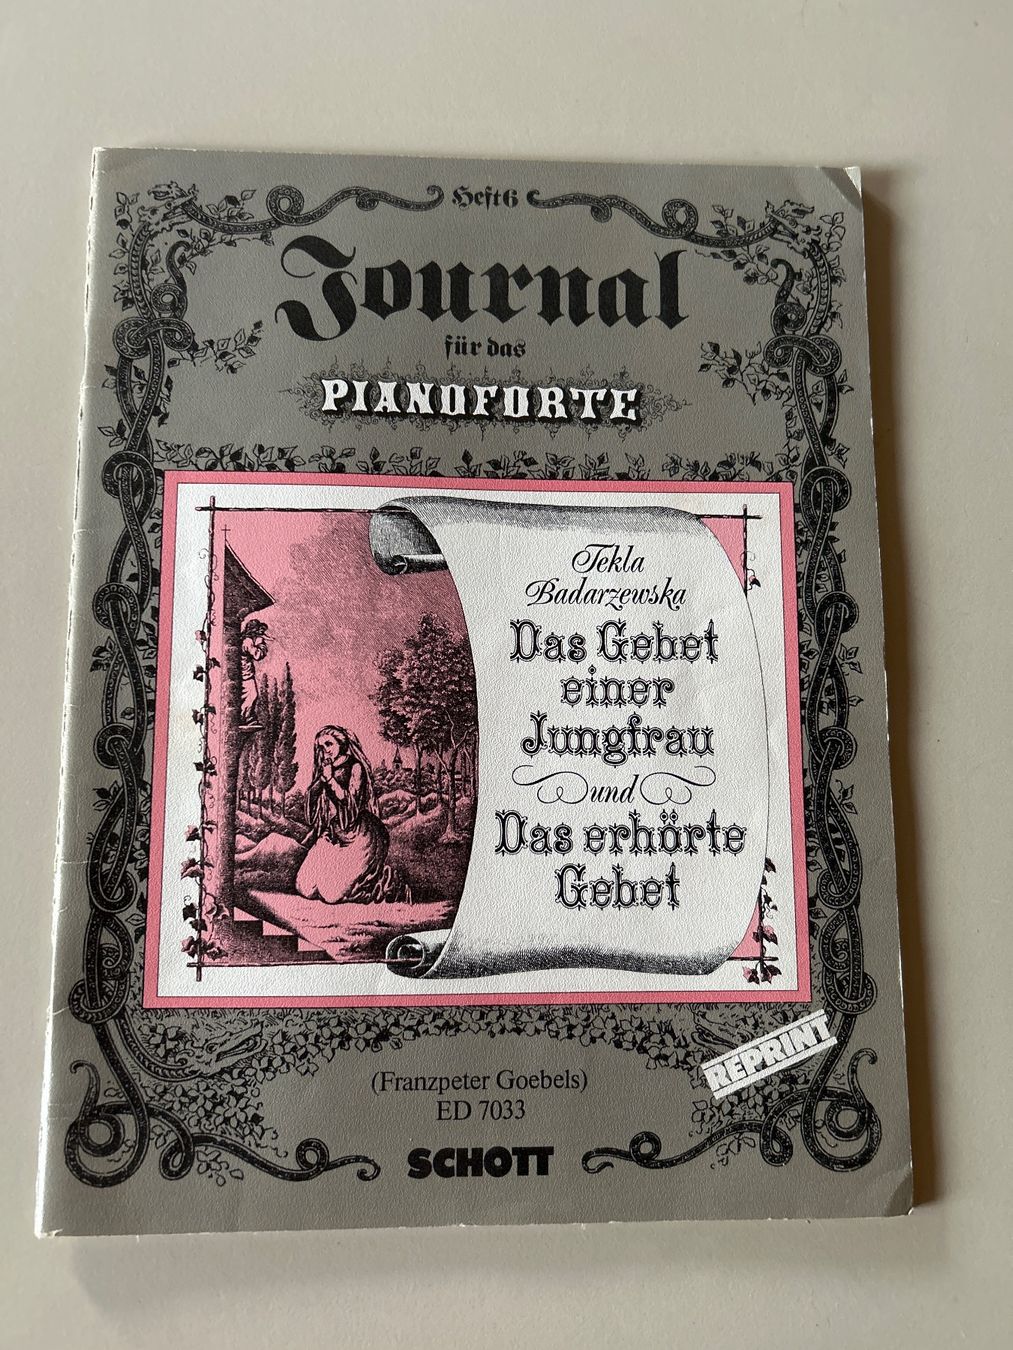 Heft 6
Journal
für das
PIANOFORTE
Tekla
Badarzewska
Das Gebet
einer
Jungfrau
und
Das erhörte
Gebet
REPRINT
(Franzpeter Goebels)
ED 7033
SCHOTT